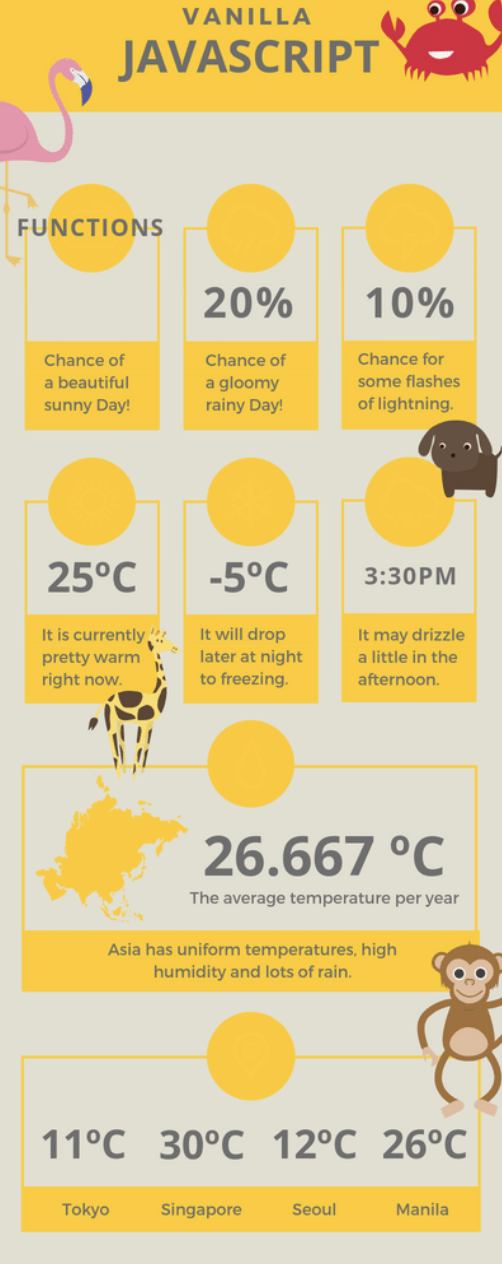 VANILLA
JAVASCRIPT
FUNCTIONS
Chance of
a beautiful
sunny Day!
20%
Chance of
a gloomy
rainy Day!
10%
Chance for
some flashes
of lightning.
25ºC
It is currently
pretty warm
right now.
-5ºC
It will drop
later at night
to freezing.
3:30PM
It may drizzle
a little in the
afternoon.
26.667 ºC
The average temperature per year
Asia has uniform temperatures, high
humidity and lots of rain.
11ºC 30ºC 12ºC 26ºC
Tokyo Singapore Seoul Manila